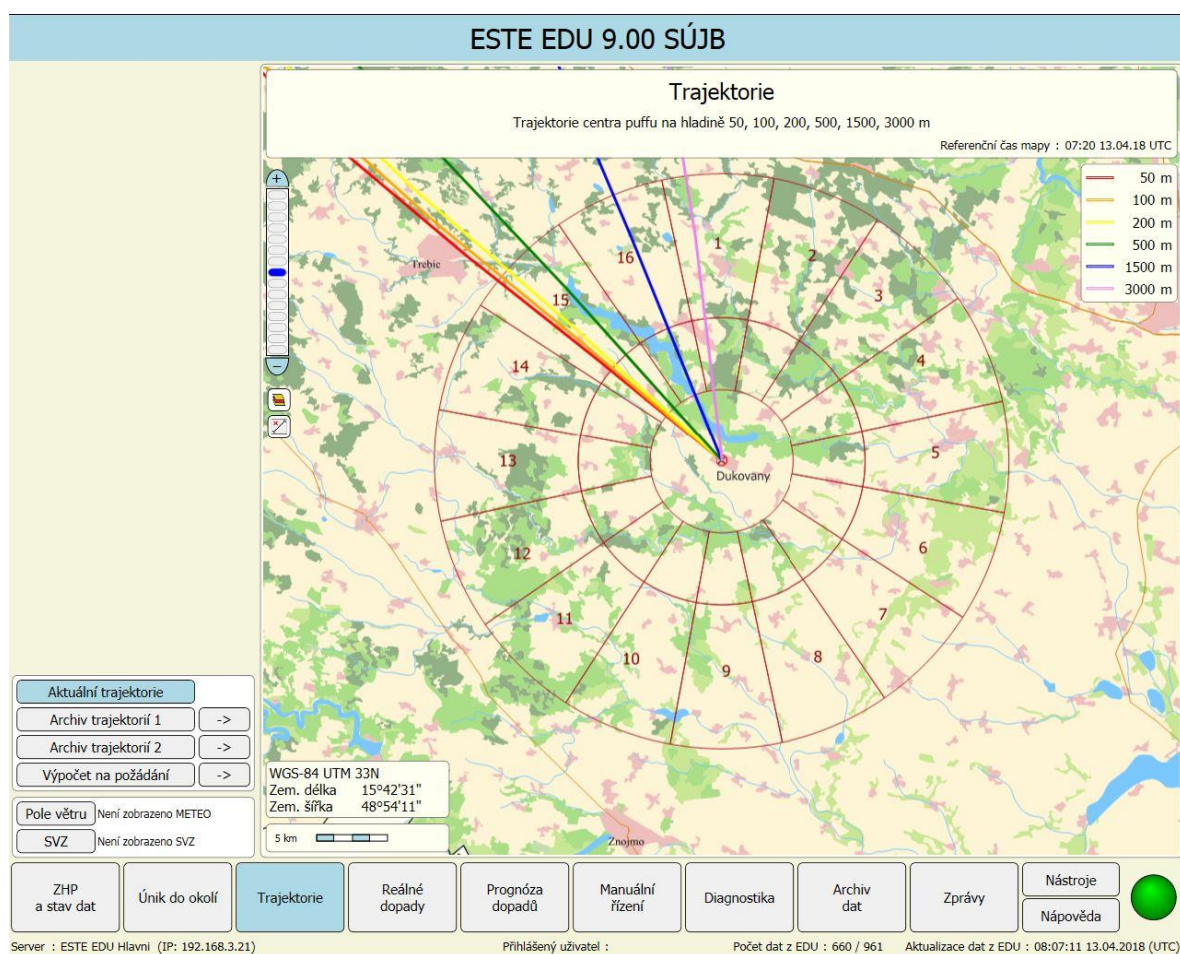 ESTE EDU 9.00 SÚJB
Trajektorie
Trajektorie centra puffu na hladině 50, 100, 200, 500, 1500, 3000 m
Referenční čas mapy : 07:20 13.04.18 UTC
+
−
50 m
100 m
200 m
500 m
1500 m
3000 m
1
2
3
4
5
6
7
8
9
10
11
12
13
14
15
16
Trebic
Dukovany
Znojmo
Aktuální trajektorie
Archiv trajektorií 1 ->
Archiv trajektorií 2 ->
Výpočet na požádání ->
Pole větru Není zobrazeno METEO
SVZ Není zobrazeno SVZ
WGS-84 UTM 33N
Zem. délka 15°42'31"
Zem. šířka 48°54'11"
5 km
ZHP
a stav dat
Únik do okolí
Trajektorie
Reálné
dopady
Prognóza
dopadů
Manuální
řízení
Diagnostika
Archiv
dat
Zprávy
Nástroje
Nápověda
Server : ESTE EDU Hlavni (IP: 192.168.3.21) Přihlášený uživatel : Počet dat z EDU : 660 / 961 Aktualizace dat z EDU : 08:07:11 13.04.2018 (UTC)